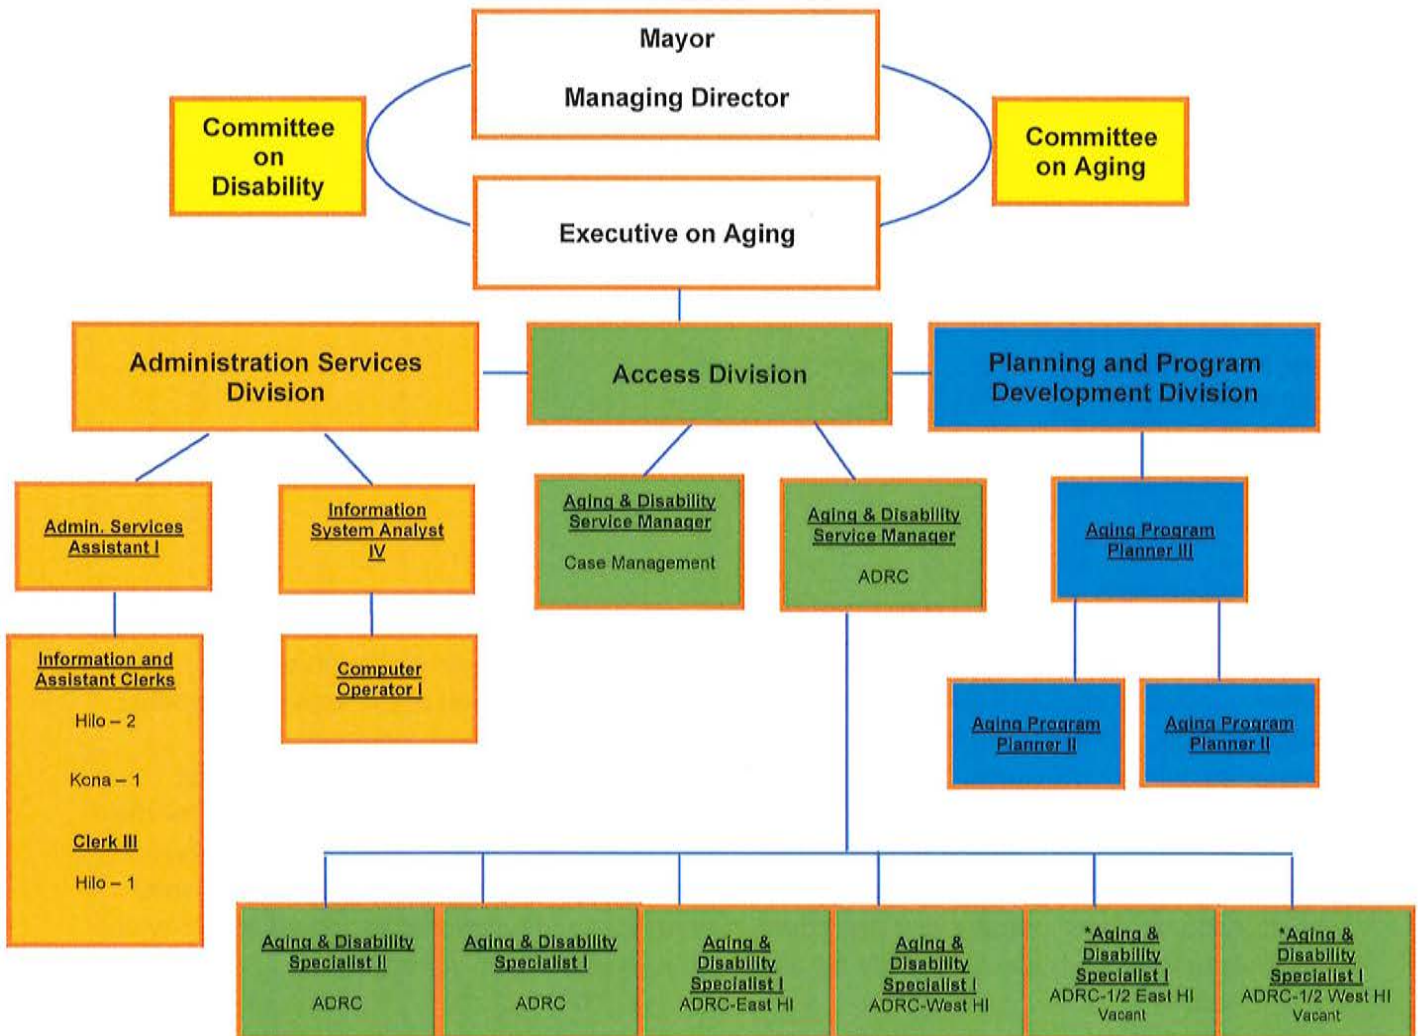 Mayor
Managing Director
Committee
on
Disability
Committee
on Aging
Executive on Aging
Administration Services
Division
Access Division
Planning and Program
Development Division
Admin. Services
Assistant I
Information
System Analyst
IV
Aging & Disability
Service Manager
Case Management
Aging & Disability
Service Manager
ADRC
Aging Program
Planner III
Information and
Assistant Clerks
Hilo – 2
Kona – 1
Clerk III
Hilo – 1
Computer
Operator I
Aging Program
Planner II
Aging Program
Planner II
Aging & Disability
Specialist II
ADRC
Aging & Disability
Specialist I
ADRC
Aging &
Disability
Specialist I
ADRC-East HI
Aging &
Disability
Specialist I
ADRC-West HI
*Aging &
Disability
Specialist I
ADRC-1/2 East HI
Vacant
*Aging &
Disability
Specialist I
ADRC-1/2 West HI
Vacant